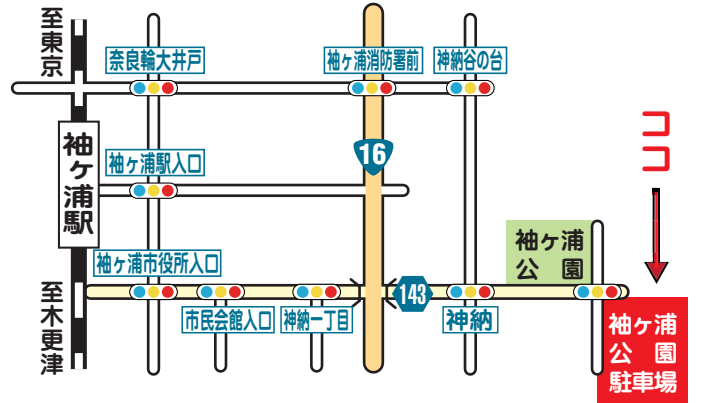 至東京
奈良輪大井戸
袖ヶ浦消防署前
神納谷の台
ココ
袖ヶ浦駅
袖ヶ浦駅入口
16
袖ヶ浦市役所入口
袖ヶ浦
公園
143
至木更津
市民会館入口
神納一丁目
神納
袖ヶ浦
公園
駐車場